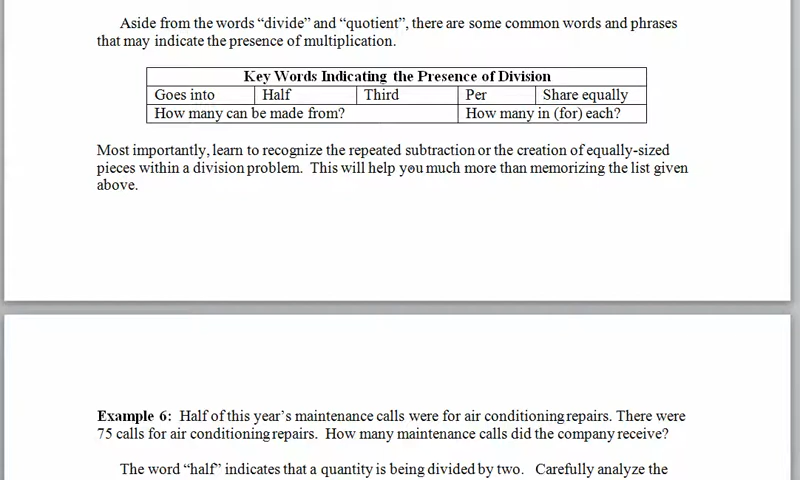 Aside from the words “divide” and “quotient”, there are some common words and phrases
that may indicate the presence of multiplication.
Key Words Indicating the Presence of Division
Goes into Half Third Per Share equally
How many can be made from? How many in (for) each?
Most importantly, learn to recognize the repeated subtraction or the creation of equally-sized
pieces within a division problem. This will help you much more than memorizing the list given
above.
Example 6: Half of this year’s maintenance calls were for air conditioning repairs. There were
75 calls for air conditioning repairs. How many maintenance calls did the company receive?
The word “half” indicates that a quantity is being divided by two. Carefully analyze the